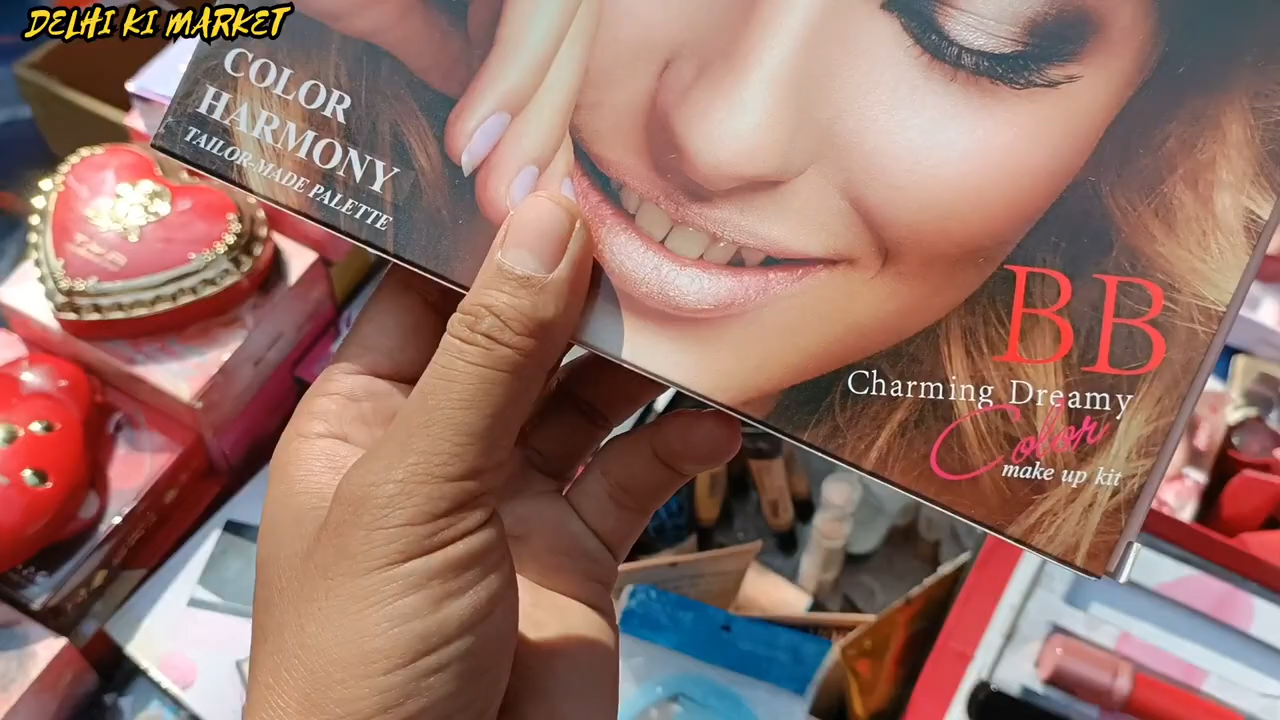 DELHI KI MARKET
COLOR
HARMONY
TAILOR-MADE PALETTE
BB
Charming Dreamy
Color
make up kit